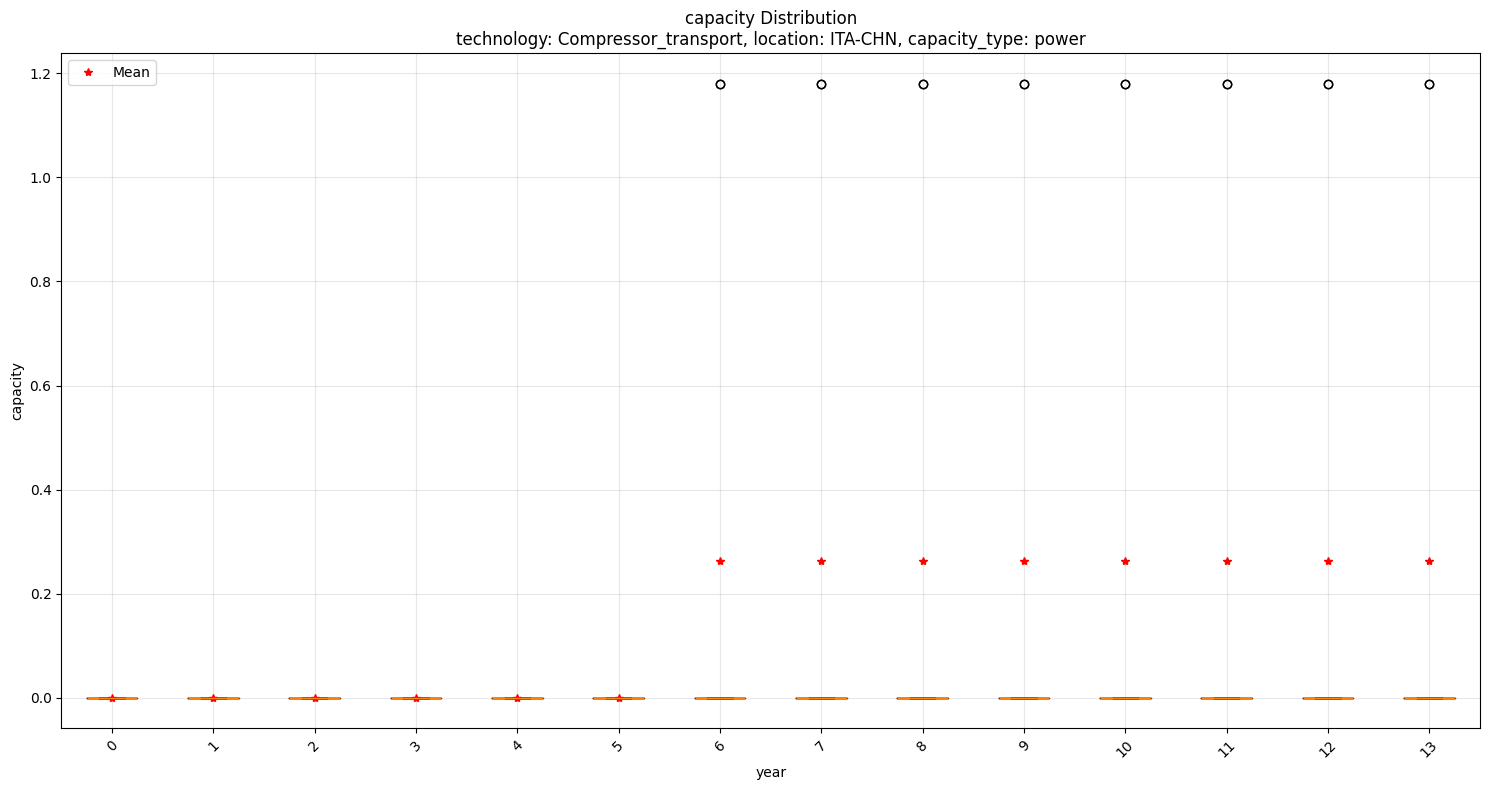 capacity Distribution
technology: Compressor_transport, location: ITA-CHN, capacity_type: power
Mean
1.2
1.0
0.8
0.6
0.4
0.2
0.0
capacity
0 1 2 3 4 5 6 7 8 9 10 11 12 13
year